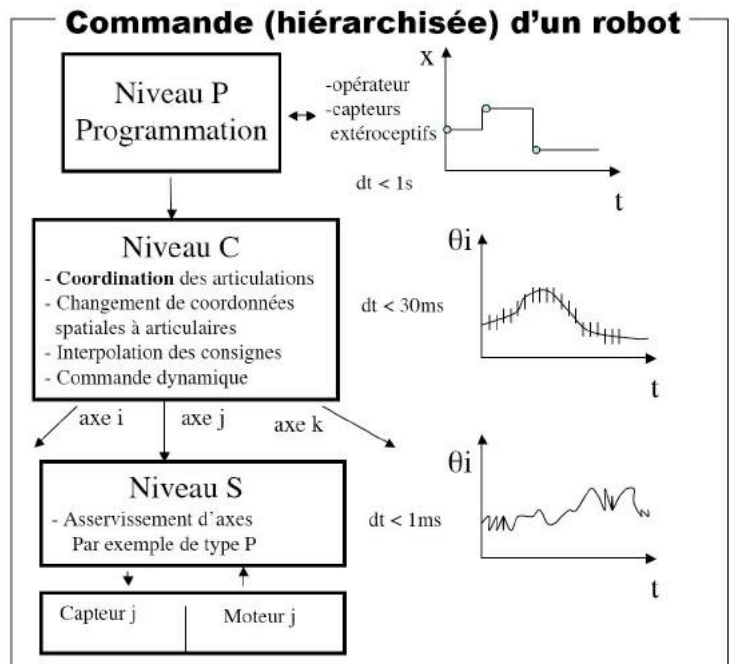 Commande (hiérarchisée) d'un robot
Niveau P
Programmation
-opérateur
-capteurs
extéroceptifs
dt < 1s
x
t
Niveau C
- Coordination des articulations
- Changement de coordonnées
spatiales à articulaires
- Interpolation des consignes
- Commande dynamique
dt < 30ms
θi
t
axe i
axe j
axe k
Niveau S
- Asservissement d'axes
Par exemple de type P
dt < 1ms
θi
t
Capteur j
Moteur j